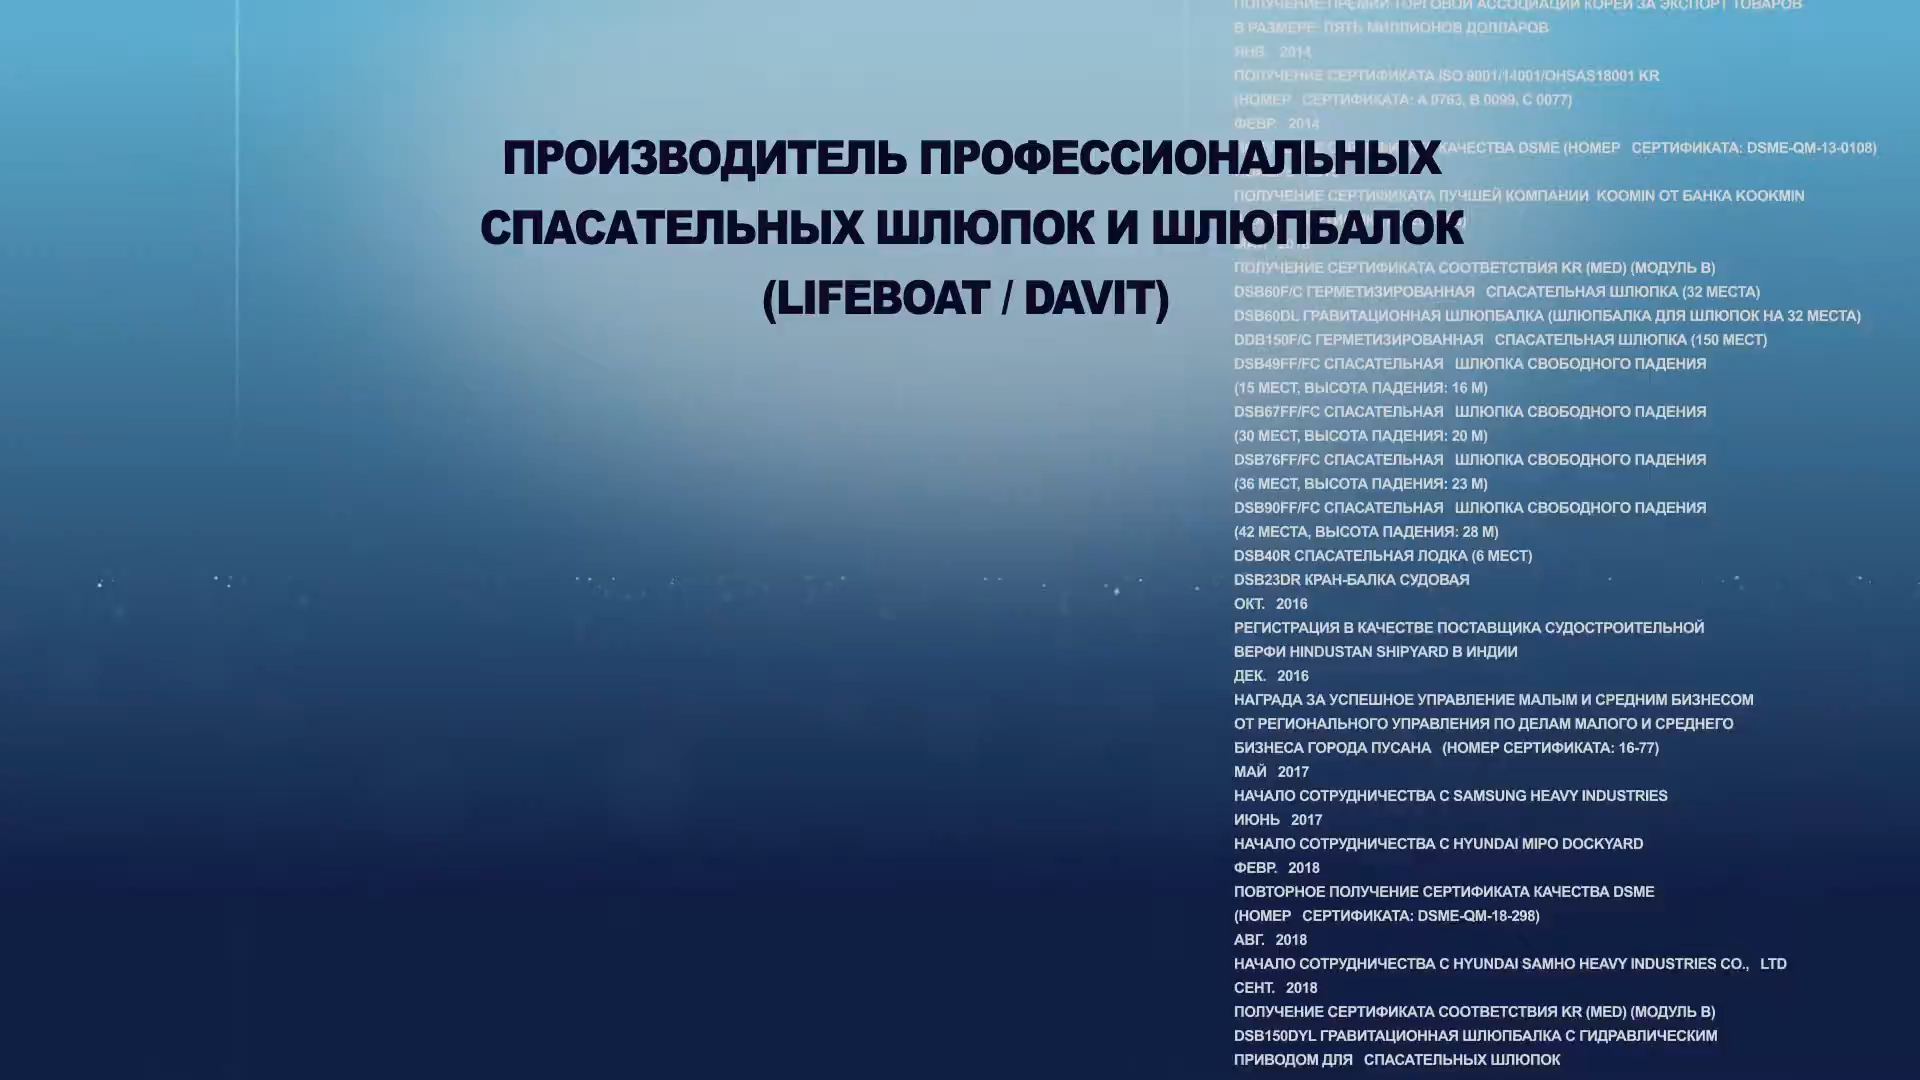 ПРОИЗВОДИТЕЛЬ ПРОФЕССИОНАЛЬНЫХ
СПАСАТЕЛЬНЫХ ШЛЮПОК И ШЛЮПБАЛОК
(LIFEBOAT / DAVIT)
ПОЛУЧЕНИЕ ПРЕМИИ ТОРГОВОЙ АССОЦИАЦИИ КОРЕИ ЗА ЭКСПОРТ ТОВАРОВ
В РАЗМЕРЕ ПЯТЬ МИЛЛИОНОВ ДОЛЛАРОВ
ЯНВ. 2014
ПОЛУЧЕНИЕ СЕРТИФИКАТА ISO 9001/14001/OHSAS18001 KR
(НОМЕР СЕРТИФИКАТА: A 0763, B 0099, C 0077)
ФЕВР. 2014
КАЧЕСТВА DSME (НОМЕР СЕРТИФИКАТА: DSME-QM-13-0108)
ПОЛУЧЕНИЕ СЕРТИФИКАТА ЛУЧШЕЙ КОМПАНИИ KOOMIN ОТ БАНКА KOOKMIN
ПОЛУЧЕНИЕ СЕРТИФИКАТА СООТВЕТСТВИЯ KR (MED) (МОДУЛЬ B)
DSB60F/C ГЕРМЕТИЗИРОВАННАЯ СПАСАТЕЛЬНАЯ ШЛЮПКА (32 МЕСТА)
DSB60DL ГРАВИТАЦИОННАЯ ШЛЮПБАЛКА (ШЛЮПБАЛКА ДЛЯ ШЛЮПОК НА 32 МЕСТА)
DDB150F/C ГЕРМЕТИЗИРОВАННАЯ СПАСАТЕЛЬНАЯ ШЛЮПКА (150 МЕСТ)
DSB49FF/FC СПАСАТЕЛЬНАЯ ШЛЮПКА СВОБОДНОГО ПАДЕНИЯ
(15 МЕСТ, ВЫСОТА ПАДЕНИЯ: 16 М)
DSB67FF/FC СПАСАТЕЛЬНАЯ ШЛЮПКА СВОБОДНОГО ПАДЕНИЯ
(30 МЕСТ, ВЫСОТА ПАДЕНИЯ: 20 М)
DSB76FF/FC СПАСАТЕЛЬНАЯ ШЛЮПКА СВОБОДНОГО ПАДЕНИЯ
(36 МЕСТ, ВЫСОТА ПАДЕНИЯ: 23 М)
DSB90FF/FC СПАСАТЕЛЬНАЯ ШЛЮПКА СВОБОДНОГО ПАДЕНИЯ
(42 МЕСТА, ВЫСОТА ПАДЕНИЯ: 28 М)
DSB40R СПАСАТЕЛЬНАЯ ЛОДКА (6 МЕСТ)
DSB23DR КРАН-БАЛКА СУДОВАЯ
ОКТ. 2016
РЕГИСТРАЦИЯ В КАЧЕСТВЕ ПОСТАВЩИКА СУДОСТРОИТЕЛЬНОЙ
ВЕРФИ HINDUSTAN SHIPYARD В ИНДИИ
ДЕК. 2016
НАГРАДА ЗА УСПЕШНОЕ УПРАВЛЕНИЕ МАЛЫМ И СРЕДНИМ БИЗНЕСОМ
ОТ РЕГИОНАЛЬНОГО УПРАВЛЕНИЯ ПО ДЕЛАМ МАЛОГО И СРЕДНЕГО
БИЗНЕСА ГОРОДА ПУСАНА (НОМЕР СЕРТИФИКАТА: 16-77)
МАЙ 2017
НАЧАЛО СОТРУДНИЧЕСТВА С SAMSUNG HEAVY INDUSTRIES
ИЮНЬ 2017
НАЧАЛО СОТРУДНИЧЕСТВА С HYUNDAI MIPO DOCKYARD
ФЕВР. 2018
ПОВТОРНОЕ ПОЛУЧЕНИЕ СЕРТИФИКАТА КАЧЕСТВА DSME
(НОМЕР СЕРТИФИКАТА: DSME-QM-18-298)
АВГ. 2018
НАЧАЛО СОТРУДНИЧЕСТВА С HYUNDAI SAMHO HEAVY INDUSTRIES CO., LTD
СЕНТ. 2018
ПОЛУЧЕНИЕ СЕРТИФИКАТА СООТВЕТСТВИЯ KR (MED) (МОДУЛЬ B)
DSB150DYL ГРАВИТАЦИОННАЯ ШЛЮПБАЛКА С ГИДРАВЛИЧЕСКИМ
ПРИВОДОМ ДЛЯ СПАСАТЕЛЬНЫХ ШЛЮПОК